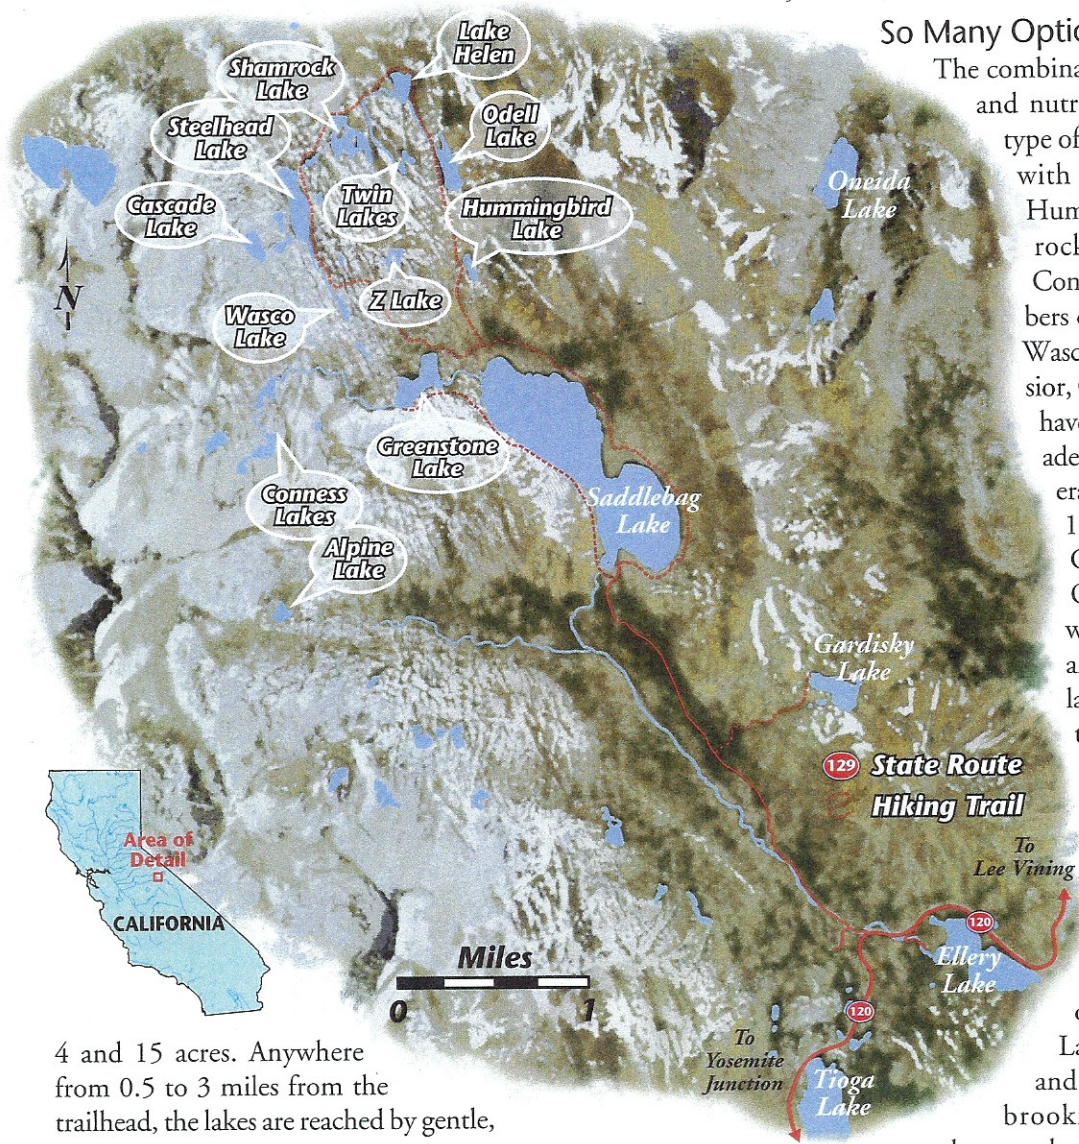 Lake
Helen
Shamrock
Lake
Steelhead
Lake
Odell
Lake
Cascade
Lake
Twin
Lakes
Hummingbird
Lake
Oneida
Lake
N
Z Lake
Wasco
Lake
Greenstone
Lake
Conness
Lakes
Saddlebag
Lake
Alpine
Lake
Gardisky
Lake
129 State Route
Hiking Trail
Area of
Detail
CALIFORNIA
To
Lee Vining
120
Ellery
Lake
Miles
0 1
120
To
Yosemite
Junction
Tioga
Lake
4 and 15 acres. Anywhere
from 0.5 to 3 miles from the
trailhead, the lakes are reached by gentle,
So Many Optio
The combina
and nutr
type of
with
Hum
rock
Con
bers o
Wasc
sior,
have
ade
era
1
C
C
w
a
la
t
o
La
and
brook